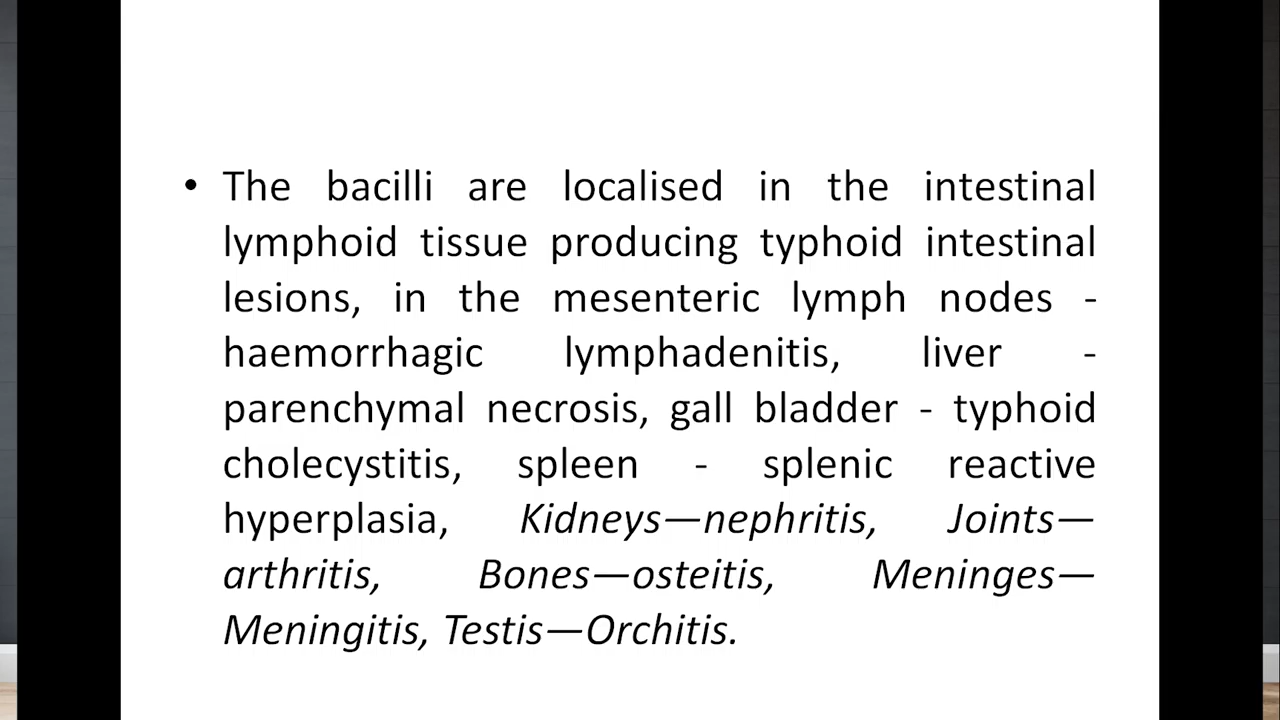 • The bacilli are localised in the intestinal
lymphoid tissue producing typhoid intestinal
lesions, in the mesenteric lymph nodes -
haemorrhagic lymphadenitis, liver -
parenchymal necrosis, gall bladder - typhoid
cholecystitis, spleen - splenic reactive
hyperplasia, Kidneys—nephritis, Joints—
arthritis, Bones—osteitis, Meninges—
Meningitis, Testis—Orchitis.